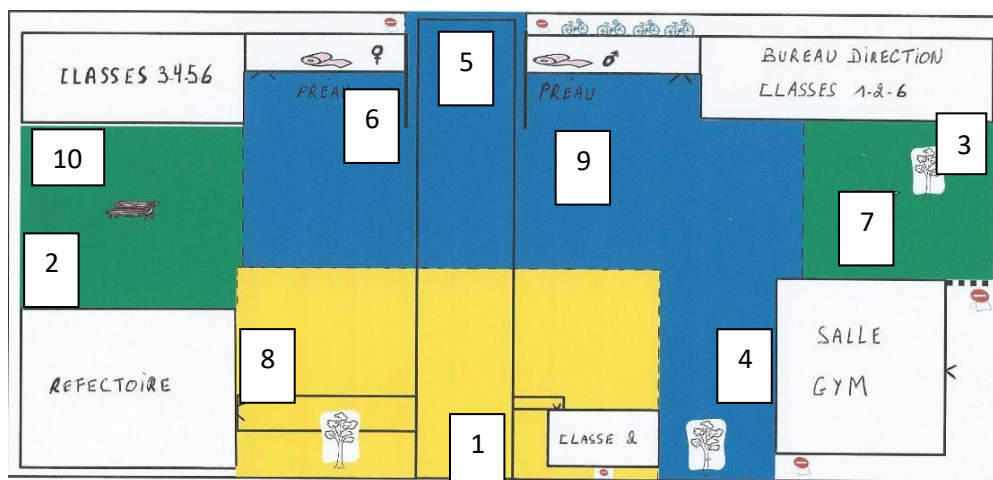 5
CLASSES 3.4.5 6
♀
♂
BUREAU DIRECTION
CLASSES 1-2-6
PRÉAU
PRÉAU
6
9
3
10
7
2
8
4
SALLE
GYM
REFECTOIRE
1
CLASSE 2